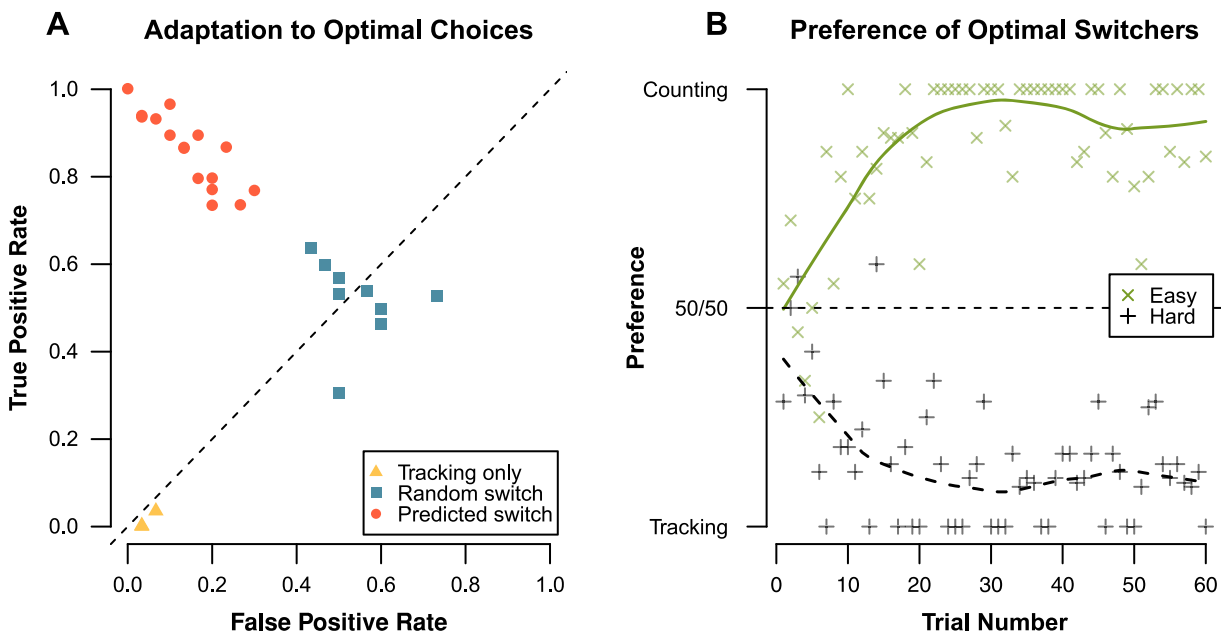 A
Adaptation to Optimal Choices
True Positive Rate
1.0
0.8
0.6
0.4
0.2
0.0
Tracking only
Random switch
Predicted switch
0.0 0.2 0.4 0.6 0.8 1.0
False Positive Rate
B
Preference of Optimal Switchers
Preference
Counting
50/50
Tracking
Easy
Hard
0 10 20 30 40 50 60
Trial Number